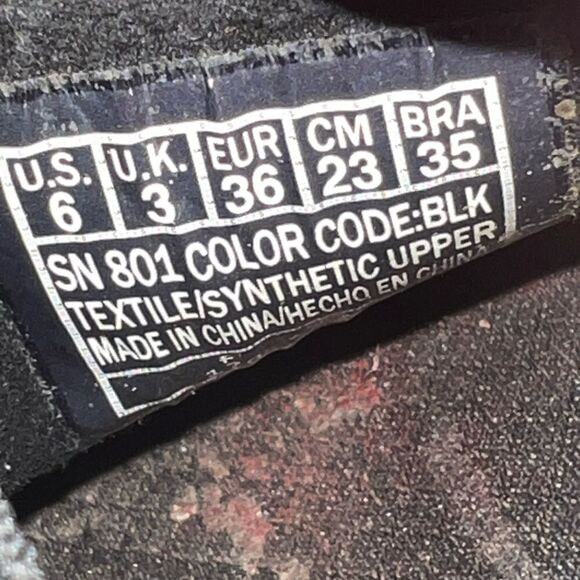 U.S. U.K. EUR CM BRA
6 3 36 23 35
SN 801 COLOR CODE:BLK
TEXTILE/SYNTHETIC UPPER
MADE IN CHINA/HECHO EN CHINA